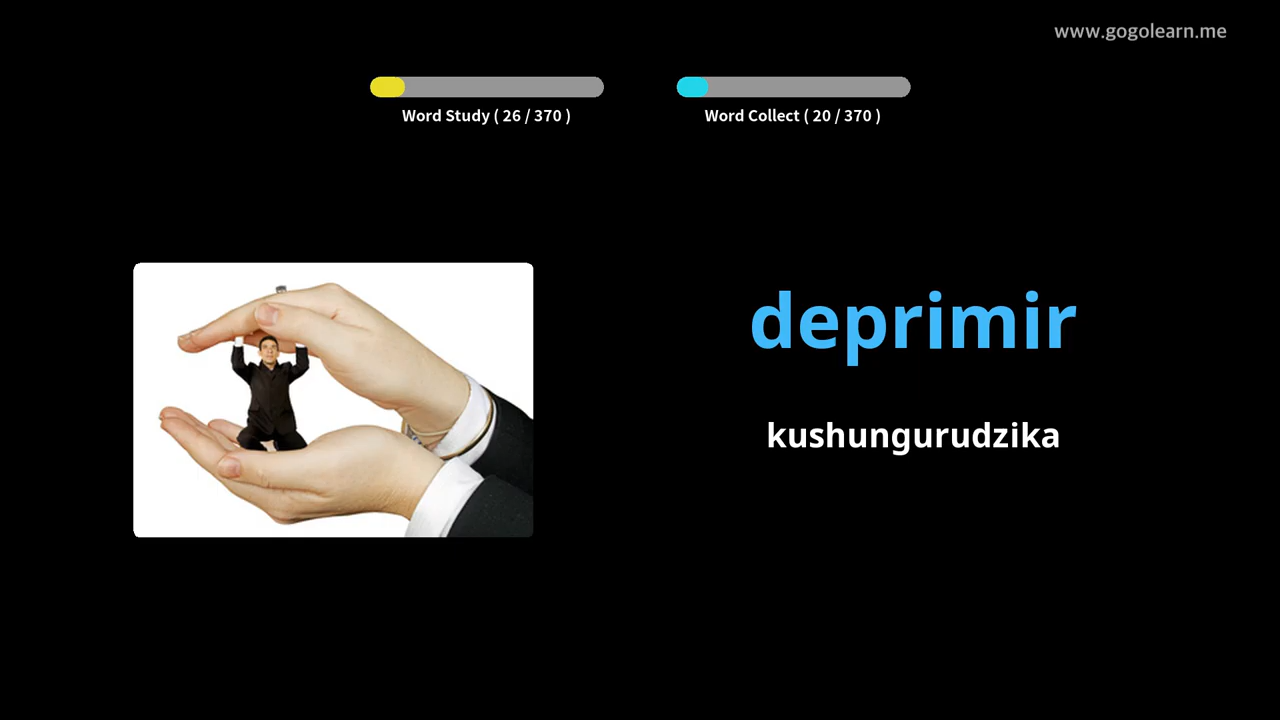 www.gogolearn.me
Word Study ( 26 / 370 )
Word Collect ( 20 / 370 )
deprimir
kushungurudzika